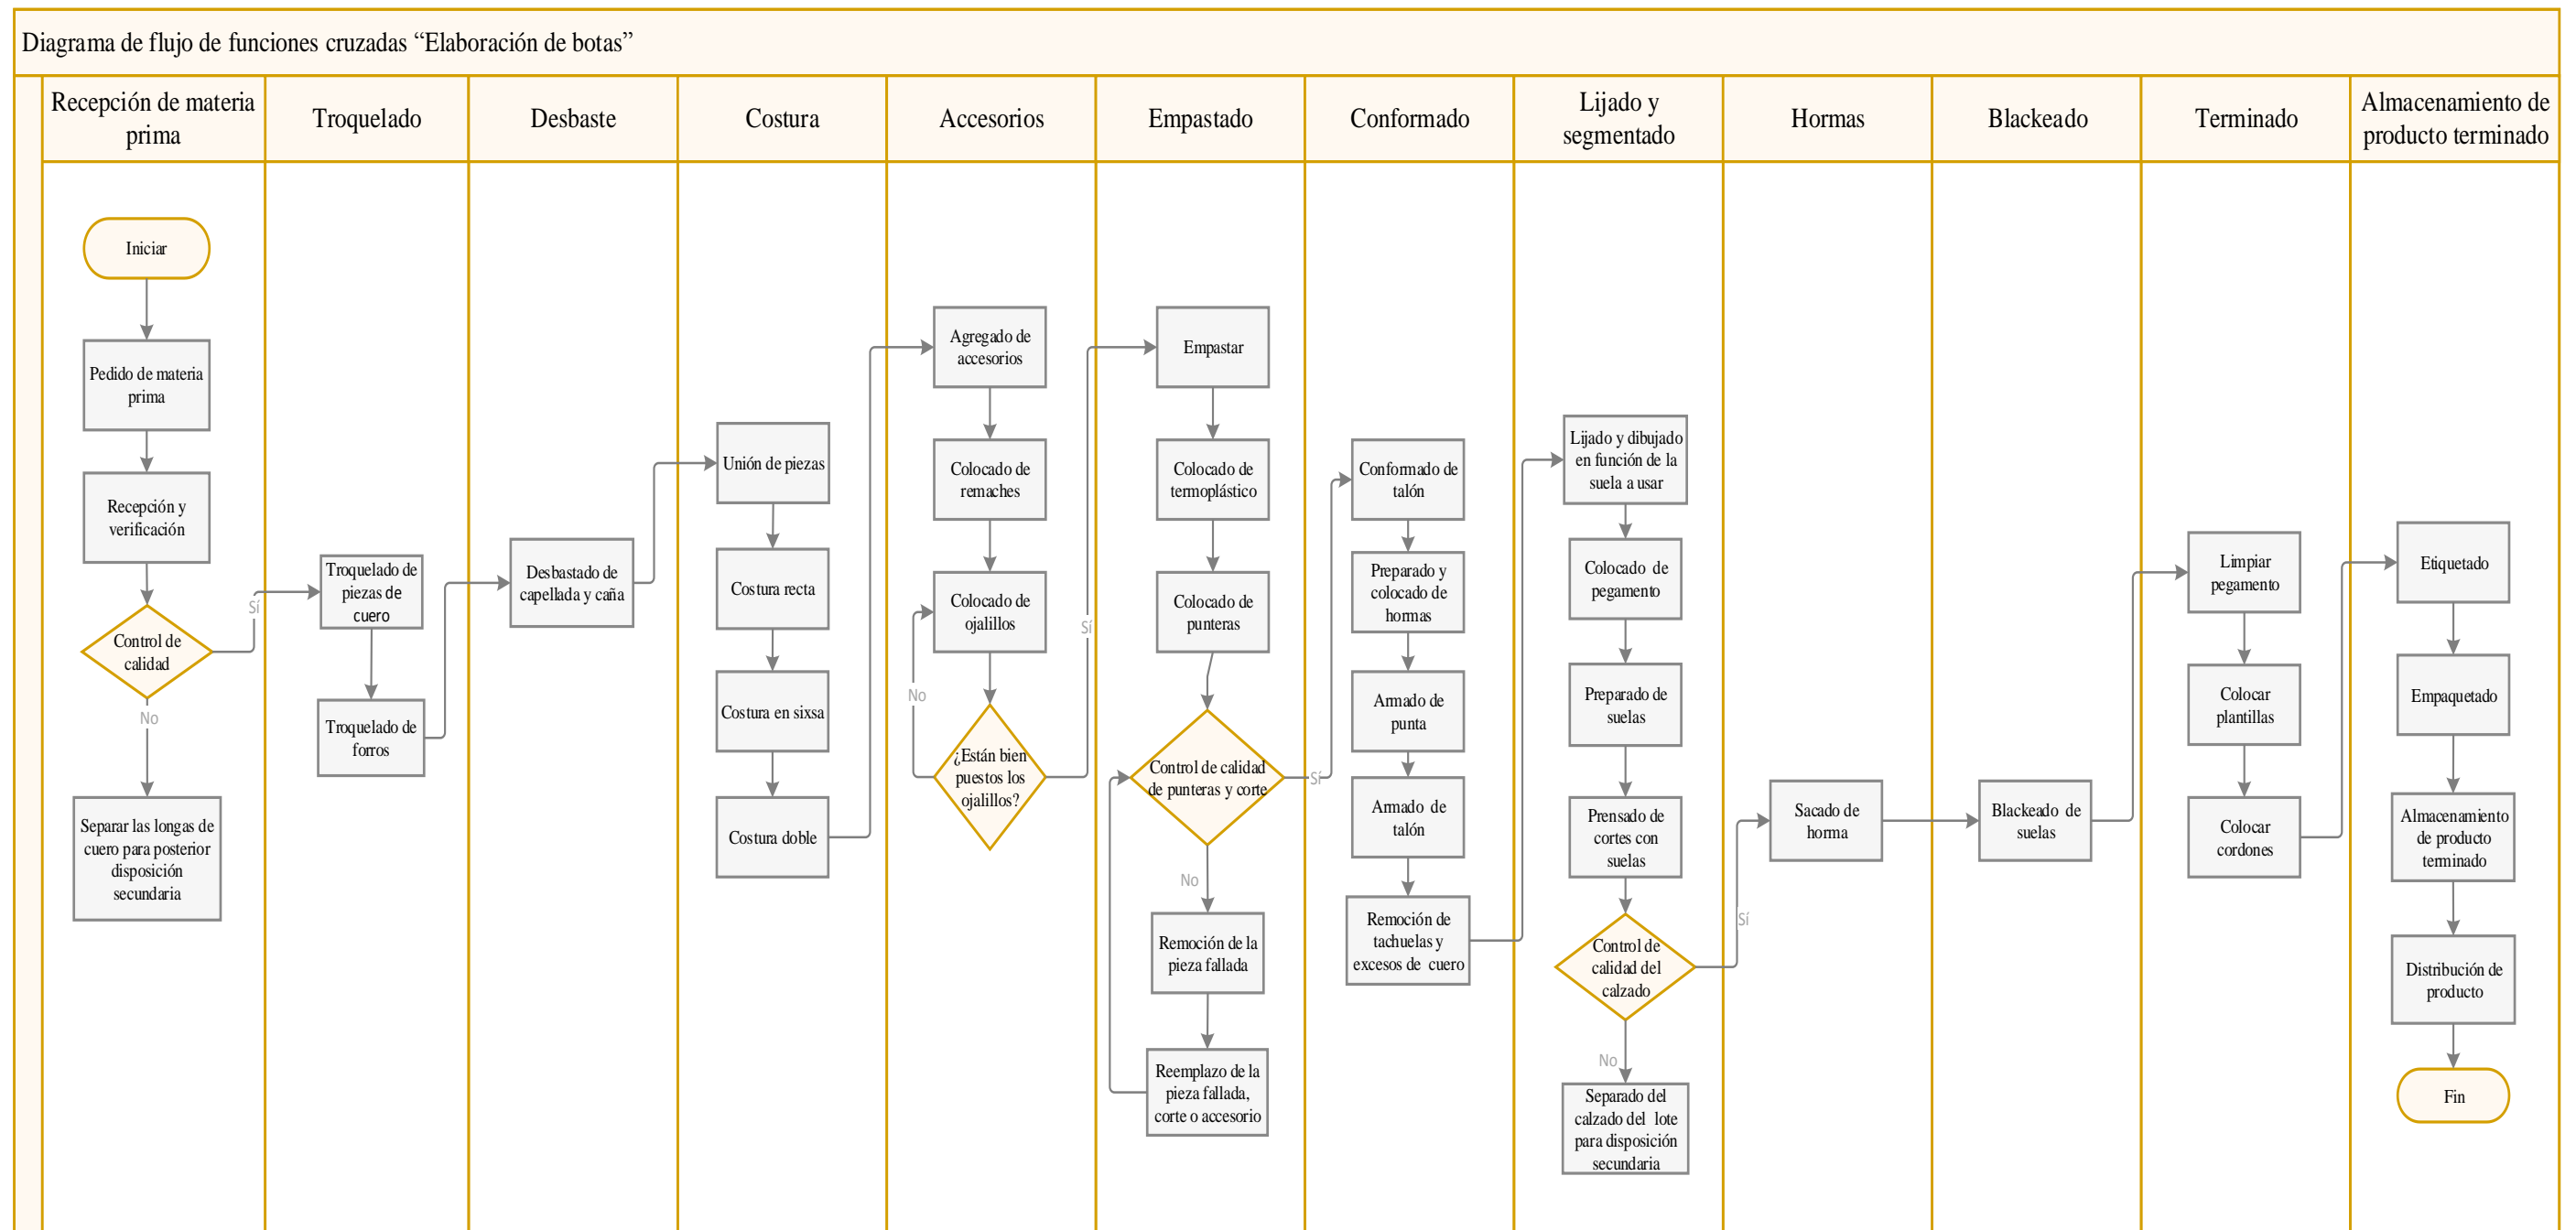 Diagrama de flujo de funciones cruzadas “Elaboración de botas”
Recepción de materia
prima
Troquelado
Desbaste
Costura
Accesorios
Empastado
Conformado
Lijado y
segmentado
Hormas
Blackeado
Terminado
Almacenamiento de
producto terminado
Iniciar
Pedido de materia
prima
Recepción y
verificación
Control de
calidad
Sí
No
Separar las longas de
cuero para posterior
disposición
secundaria
Troquelado de
piezas de
cuero
Troquelado de
forros
Desbastado de
capellada y caña
Unión de piezas
Costura recta
Costura en sixsa
Costura doble
Agregado de
accesorios
Colocado de
remaches
Colocado de
ojalillos
No
¿Están bien
puestos los
ojalillos?
Sí
Empastar
Colocado de
termoplástico
Colocado de
punteras
Control de calidad
de punteras y corte
Sí
No
Remoción de la
pieza fallada
Reemplazo de la
pieza fallada,
corte o accesorio
Conformado de
talón
Preparado y
colocado de
hormas
Armado de
punta
Armado de
talón
Remoción de
tachuelas y
excesos de cuero
Lijado y dibujado
en función de la
suela a usar
Colocado de
pegamento
Preparado de
suelas
Prensado de
cortes con
suelas
Control de
calidad del
calzado
Sí
No
Separado del
calzado del lote
para disposición
secundaria
Sacado de
horma
Blackeado de
suelas
Limpiar
pegamento
Colocar
plantillas
Colocar
cordones
Etiquetado
Empaquetado
Almacenamiento
de producto
terminado
Distribución de
producto
Fin